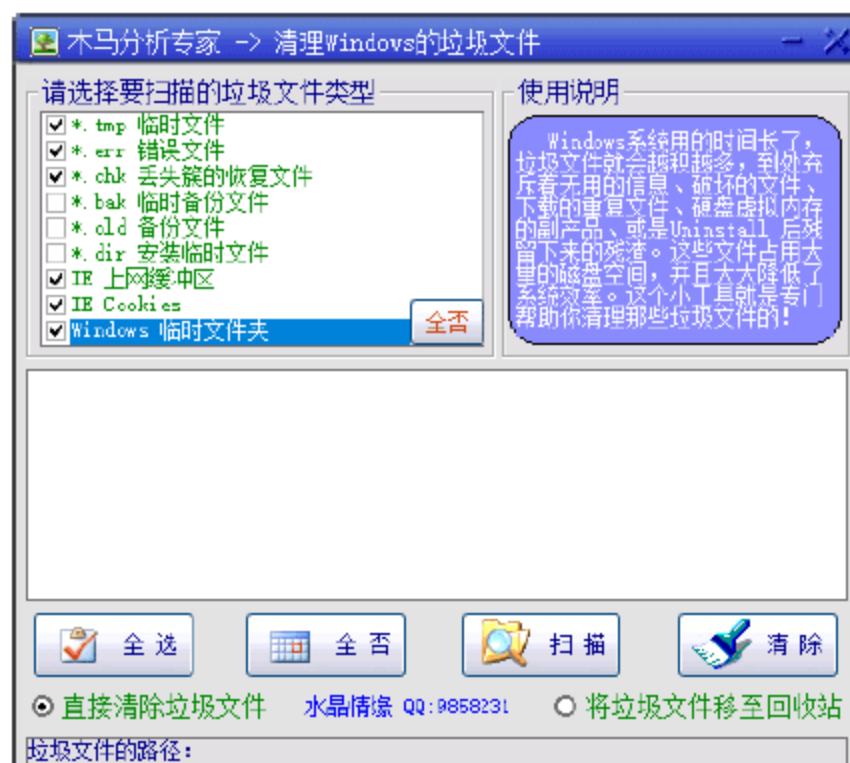 木马分析专家 -> 清理Windows的垃圾文件
请选择要扫描的垃圾文件类型
*.tmp 临时文件
*.err 错误文件
*.chk 丢失簇的恢复文件
*.bak 临时备份文件
*.old 备份文件
*.dir 安装临时文件
IE 上网缓冲区
IE Cookies
Windows 临时文件夹
全否
使用说明
Windows系统用的时间长了，
垃圾文件就会越积越多，到处充
斥着无用的信息、破坏的文件、
下载的重复文件、硬盘虚拟内存
的副产品、或是Uninstall 后残
留下来的残渣。这些文件占用大
量的磁盘空间，并且大大降低了
系统效率。这个小工具就是专门
帮助你清理那些垃圾文件的！
全选
全否
扫描
清除
直接清除垃圾文件
水晶情缘 QQ:9858231
将垃圾文件移至回收站
垃圾文件的路径：